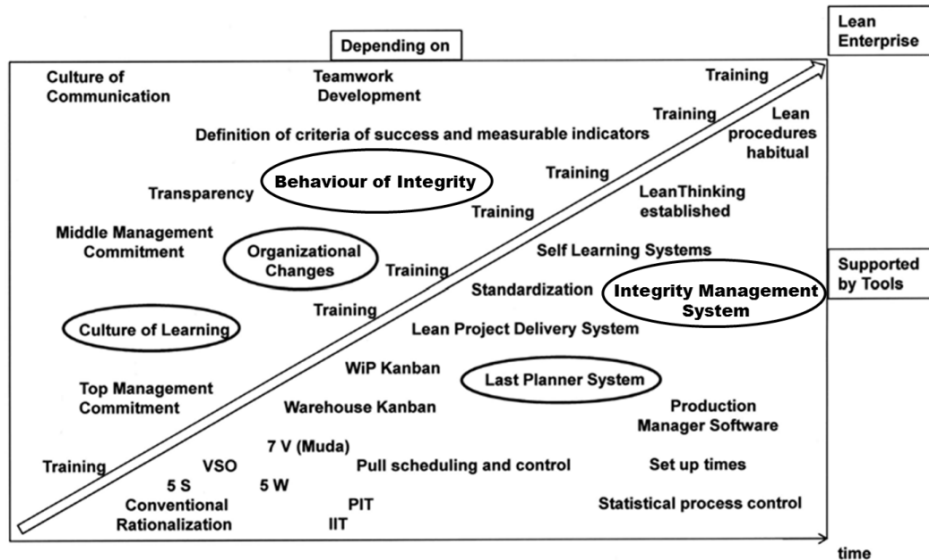 Lean
Enterprise
Depending on
Culture of
Communication
Teamwork
Development
Training
Training
Lean
procedures
habitual
Definition of criteria of success and measurable indicators
Behaviour of Integrity
Training
Transparency
LeanThinking
established
Training
Middle Management
Commitment
Organizational
Changes
Self Learning Systems
Supported
by Tools
Training
Standardization
Integrity Management
System
Training
Culture of Learning
Lean Project Delivery System
WiP Kanban
Last Planner System
Top Management
Commitment
Warehouse Kanban
Production
Manager Software
7 V (Muda)
Training
VSO
Pull scheduling and control
Set up times
5 S
5 W
Conventional
Rationalization
PIT
IIT
Statistical process control
time